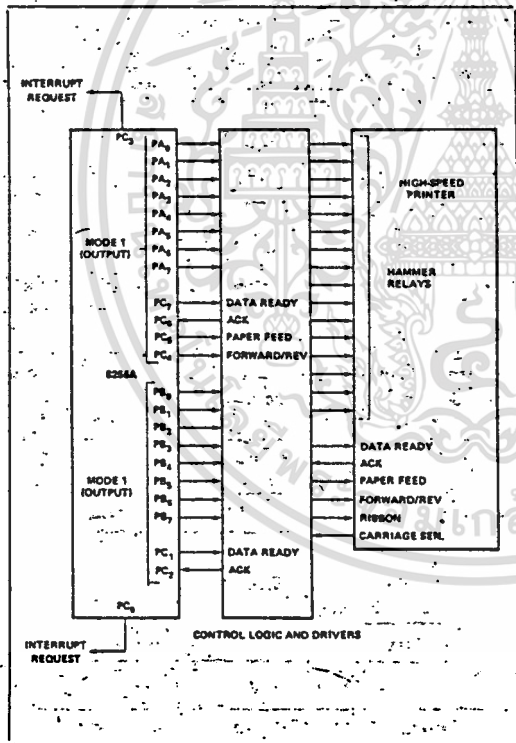 INTERRUPT
REQUEST
PC3
PA0
PA1
PA2
PA3
PA4
PA5
PA6
PA7
MODE 1
(OUTPUT)
PC7
PC6
PC5
PC4
DATA READY
ACK
PAPER FEED
FORWARD/REV
8255A
PB0
PB1
PB2
PB3
PB4
PB5
PB6
PB7
MODE 1
(OUTPUT)
PC1
PC2
DATA READY
ACK
PC0
INTERRUPT
REQUEST
CONTROL LOGIC AND DRIVERS
HIGH-SPEED
PRINTER
HAMMER
RELAYS
DATA READY
ACK
PAPER FEED
FORWARD/REV
RIBBON
CARRIAGE SEN.